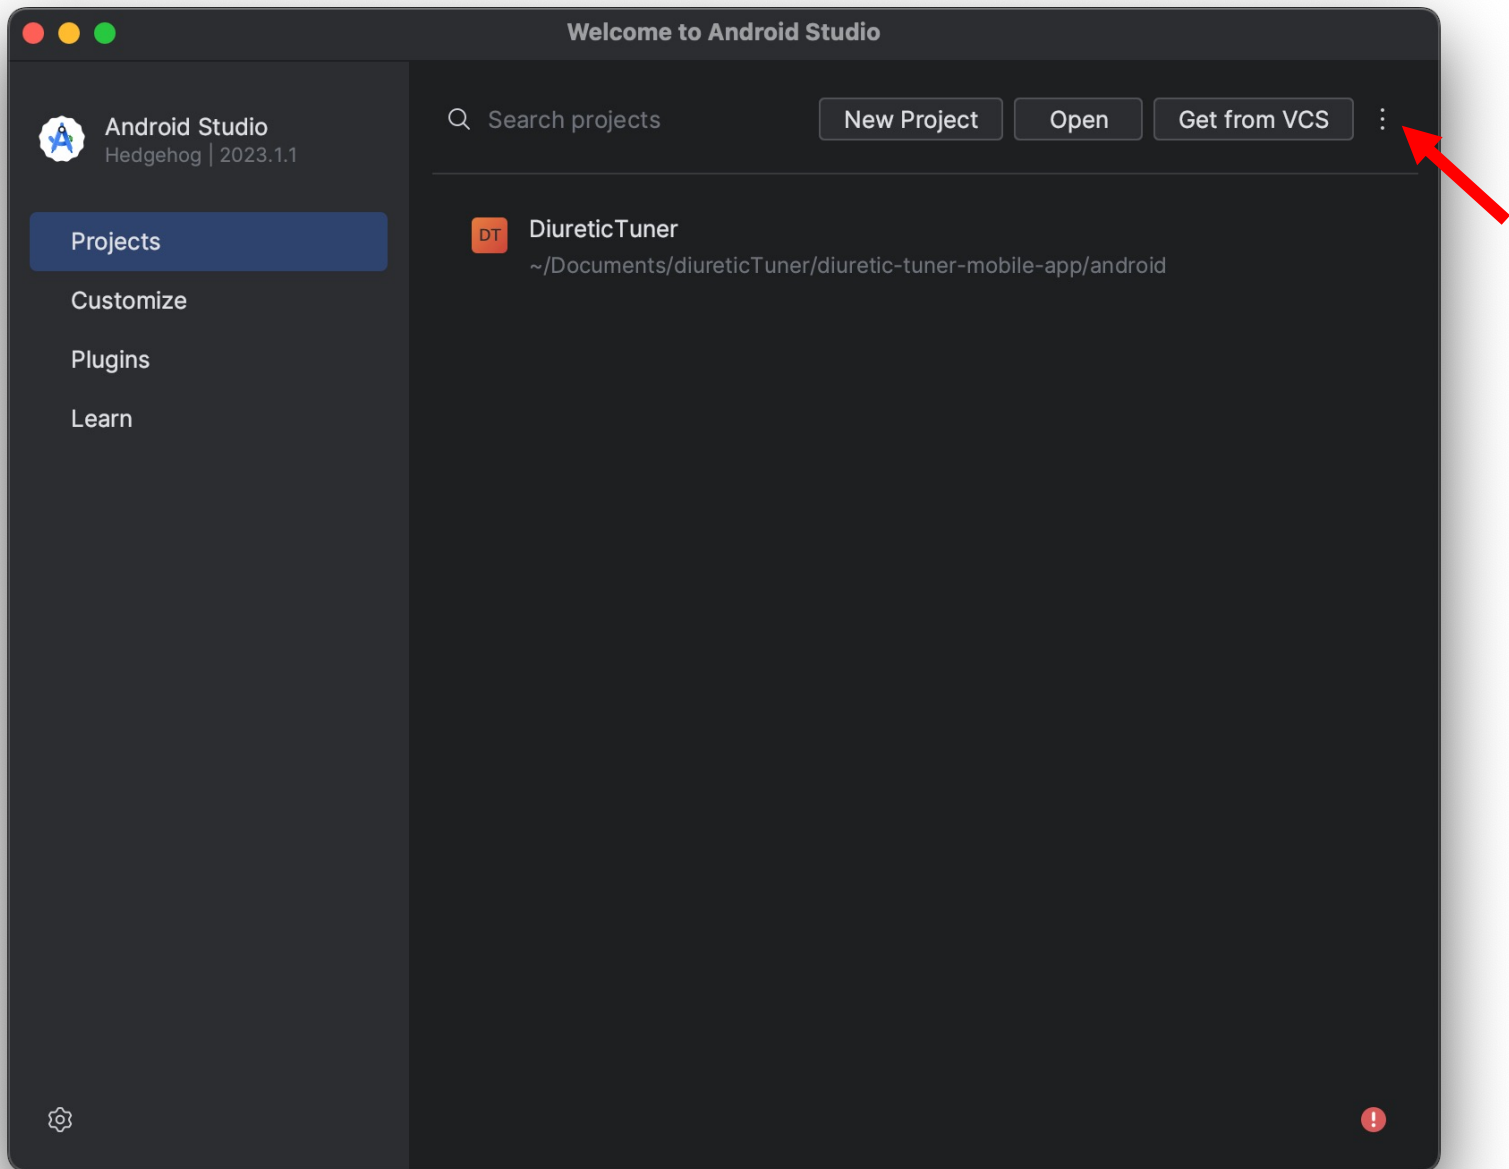 Welcome to Android Studio
Android Studio
Hedgehog | 2023.1.1
Projects
Customize
Plugins
Learn
Search projects
New Project
Open
Get from VCS
DT
DiureticTuner
~/Documents/diureticTuner/diuretic-tuner-mobile-app/android